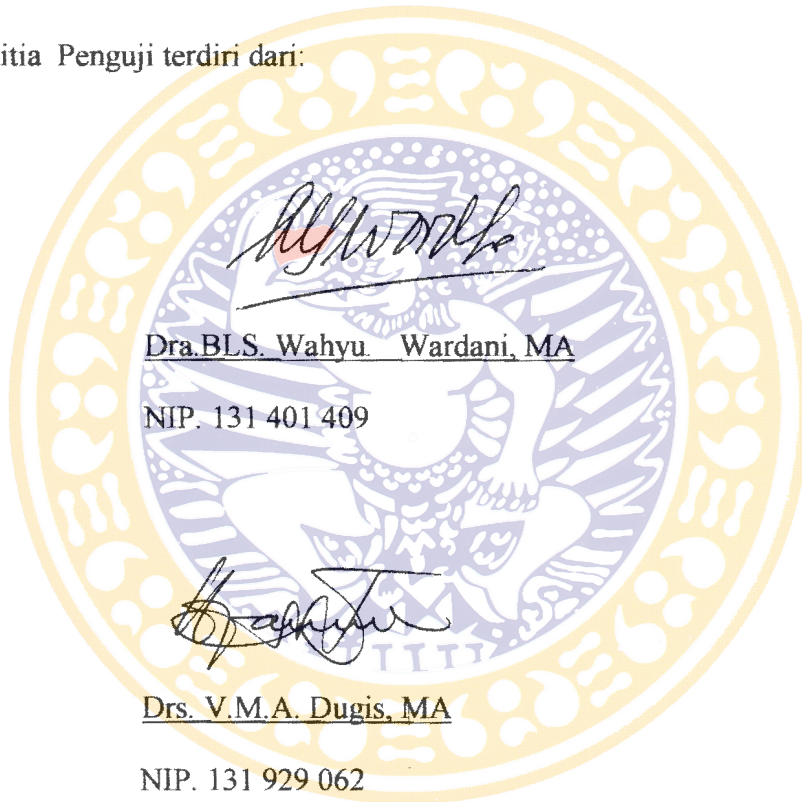 itia Penguji terdiri dari:
Dra.BLS. Wahyu Wardani, MA
NIP. 131 401 409
Drs. V.M.A. Dugis, MA
NIP. 131 929 062